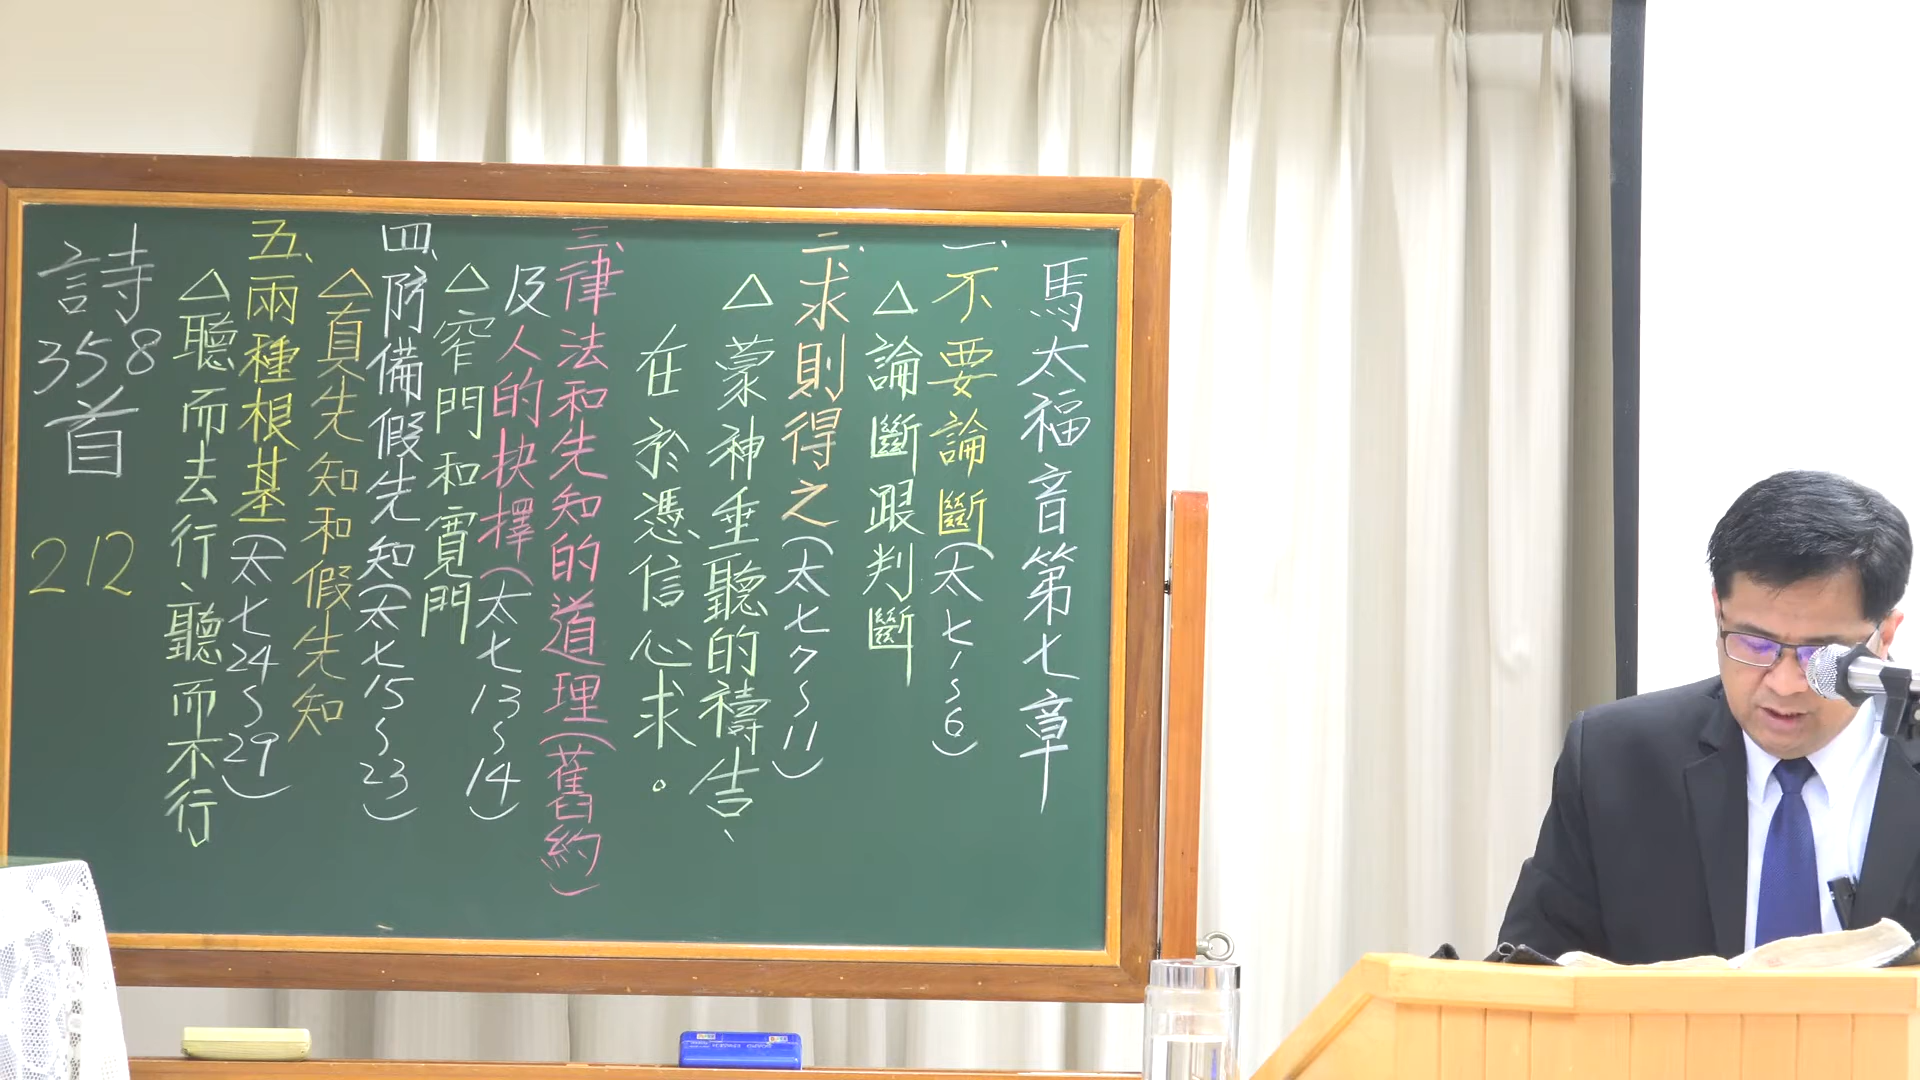 馬太福音第七章
一、不要論斷(太七1~6)
△論斷跟判斷
二、求則得之(太七7~11)
△蒙神垂聽的禱告、
在於憑信心求。
三、律法和先知的道理(舊約)
及人的抉擇(太七13~14)
△窄門和寬門
四、防備假先知(太七15~23)
△真先知和假先知
五、兩種根基(太七24~29)
△聽而去行、聽而不行
詩358首
212